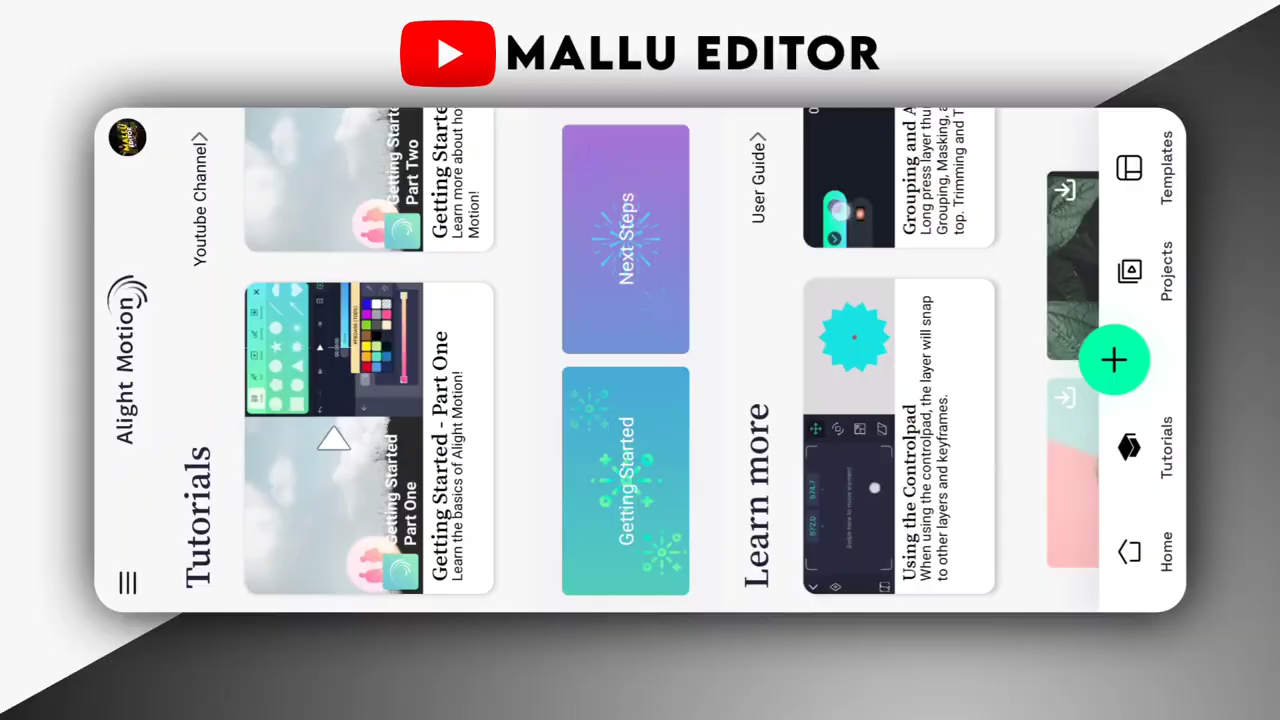 MALLU EDITOR
Alight Motion
Tutorials
Youtube Channel
Getting Started
Part One
Getting Started - Part One
Learn the basics of Alight Motion!
Getting Starte
Part Two
Getting Starte
Learn more about ho
Motion!
Getting Started
Next Steps
Learn more
User Guide
Using the Controlpad
When using the controlpad, the layer will snap
to other layers and keyframes.
Grouping and A
Long press layer thu
Grouping, Masking, a
top. Trimming and T
Home
Tutorials
Projects
Templates